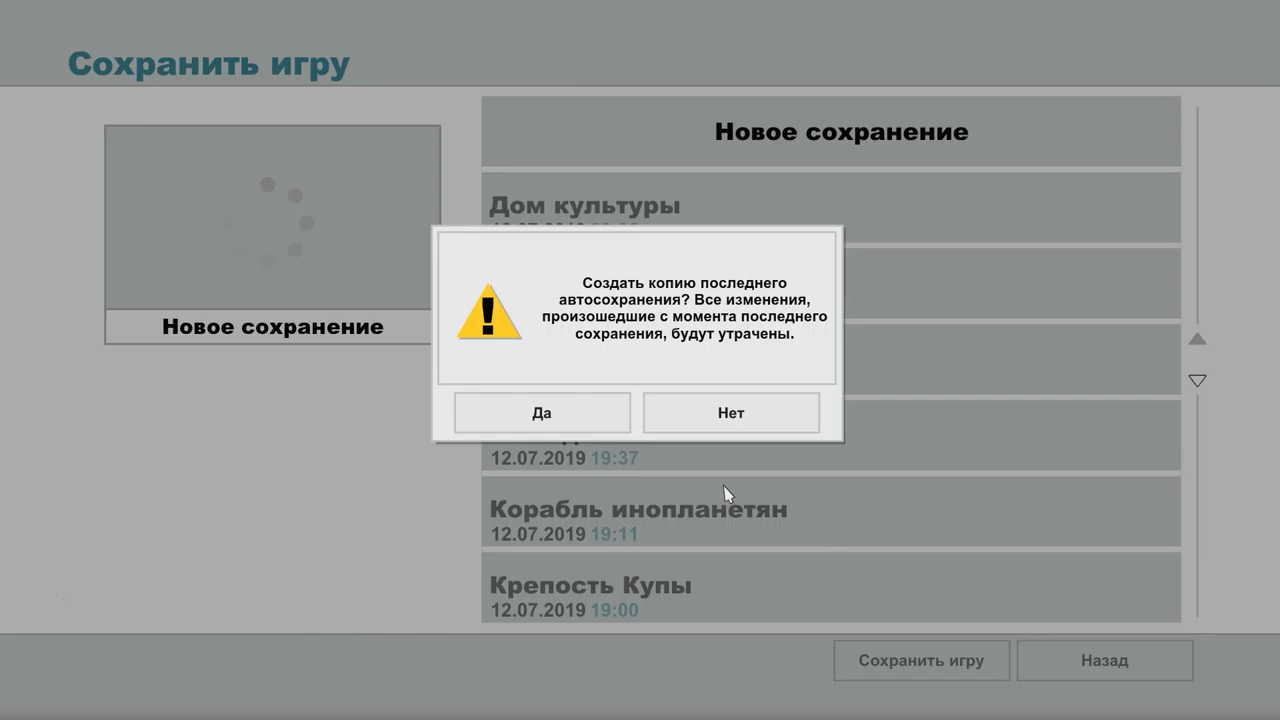 Сохранить игру
Новое сохранение
Дом культуры
Создать копию последнего
автосохранения? Все изменения,
произошедшие с момента последнего
сохранения, будут утрачены.
Новое сохранение
Да
Нет
12.07.2019 19:37
Корабль инопланетян
12.07.2019 19:11
Крепость Купы
12.07.2019 19:00
Сохранить игру
Назад